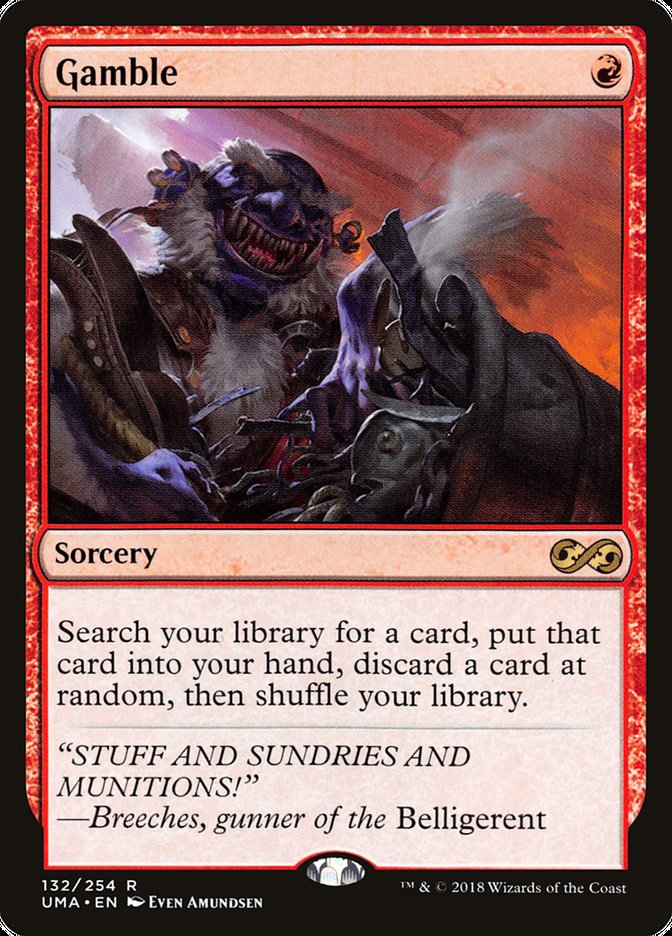 Gamble
Sorcery
Search your library for a card, put that
card into your hand, discard a card at
random, then shuffle your library.
“STUFF AND SUNDRIES AND
MUNITIONS!”
—Breeches, gunner of the Belligerent
132/254 R
UMA • EN Even Amundsen
™ & © 2018 Wizards of the Coast